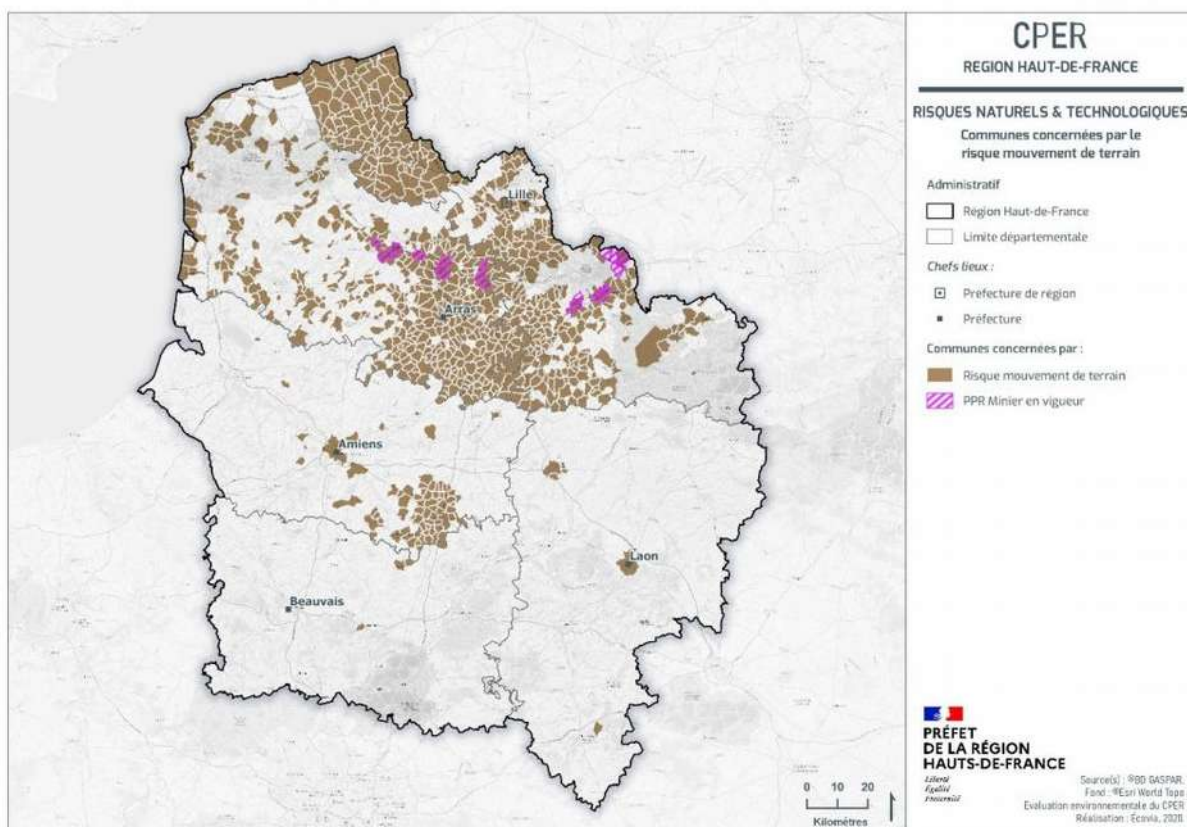 CPER
REGION HAUT-DE-FRANCE
RISQUES NATURELS & TECHNOLOGIQUES
Communes concernées par le
risque mouvement de terrain
Administratif
Région Haut-de-France
Limite départementale
Chefs lieux :
Préfecture de région
Préfecture
Communes concernées par :
Risque mouvement de terrain
PPR Minier en vigueur
Lille
Arras
Amiens
Laon
Beauvais
0 10 20
Kilomètres
PRÉFET
DE LA RÉGION
HAUTS-DE-FRANCE
Liberté
Égalité
Fraternité
Source(s) : ®BD GASPAR,
Fond : ®Esri World Topo
Evaluation environnementale du CPER
Réalisation : Ecovia, 2020